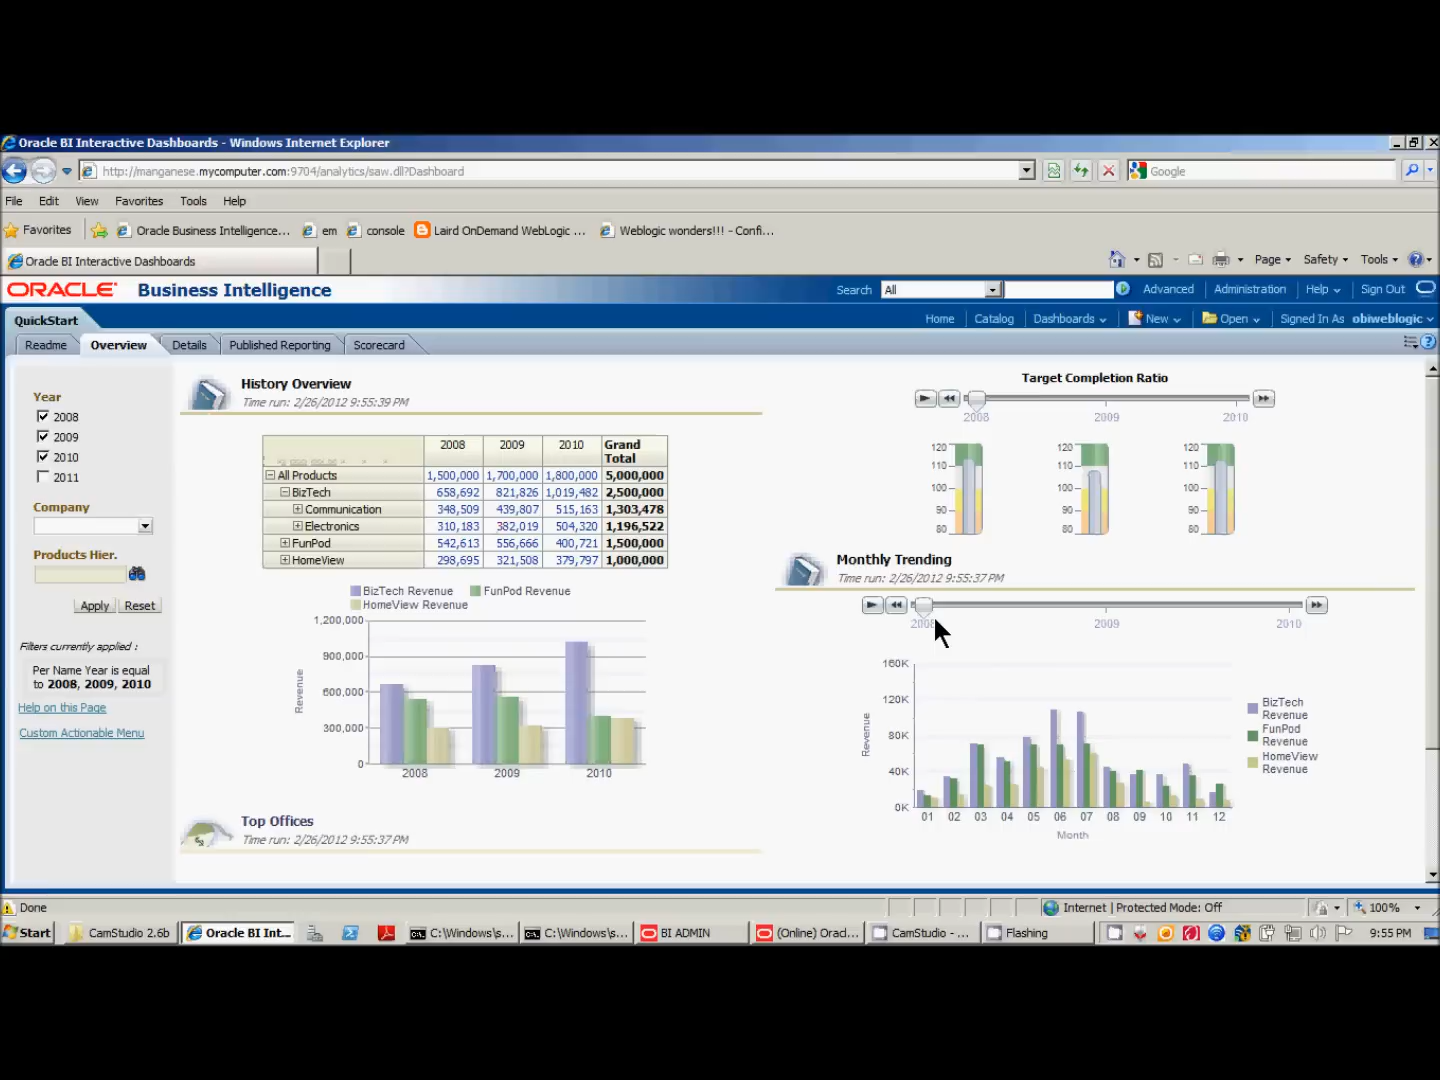 Oracle BI Interactive Dashboards - Windows Internet Explorer
http://manganese.mycomputer.com:9704/analytics/saw.dll?Dashboard
Google
File Edit View Favorites Tools Help
Favorites Oracle Business Intelligence... em console Laird OnDemand WebLogic ... Weblogic wonders!!! - Confi...
Oracle BI Interactive Dashboards
Page Safety Tools
ORACLE Business Intelligence
Search All Advanced Administration Help Sign Out
QuickStart
Home Catalog Dashboards New Open Signed In As obiweblogic
Readme Overview Details Published Reporting Scorecard
Year
2008
2009
2010
2011
Company
Products Hier.
Apply Reset
Filters currently applied :
Per Name Year is equal
to 2008, 2009, 2010
Help on this Page
Custom Actionable Menu
History Overview
Time run: 2/26/2012 9:55:39 PM
2008 2009 2010 Grand Total
All Products 1,500,000 1,700,000 1,800,000 5,000,000
BizTech 658,692 821,826 1,019,482 2,500,000
Communication 348,509 439,807 515,163 1,303,478
Electronics 310,183 382,019 504,320 1,196,522
FunPod 542,613 556,666 400,721 1,500,000
HomeView 298,695 321,508 379,797 1,000,000
BizTech Revenue FunPod Revenue
HomeView Revenue
1,200,000
900,000
600,000
300,000
0
Revenue
2008 2009 2010
Top Offices
Time run: 2/26/2012 9:55:37 PM
Target Completion Ratio
2008 2009 2010
120 120 120
110 110 110
100 100 100
90 90 90
80 80 80
Monthly Trending
Time run: 2/26/2012 9:55:37 PM
2008 2009 2010
160K
120K
80K
40K
0K
Revenue
01 02 03 04 05 06 07 08 09 10 11 12
Month
BizTech
Revenue
FunPod
Revenue
HomeView
Revenue
Done
Internet | Protected Mode: Off
100%
Start CamStudio 2.6b Oracle BI Int... C:\Windows\s... C:\Windows\s... BI ADMIN (Online) Oracl... CamStudio - ... Flashing
9:55 PM